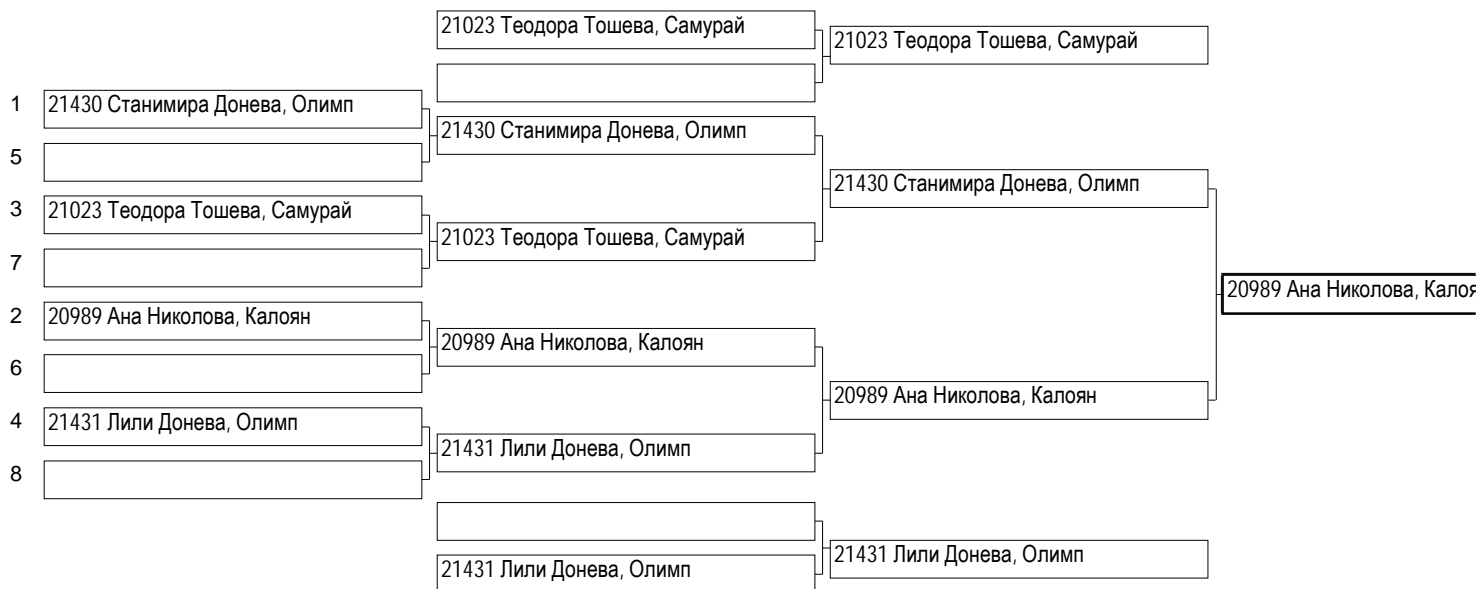 21023 Теодора Тошева, Самурай
21023 Теодора Тошева, Самурай
1 21430 Станимира Донева, Олимп
21430 Станимира Донева, Олимп
5
21430 Станимира Донева, Олимп
3 21023 Теодора Тошева, Самурай
21023 Теодора Тошева, Самурай
7
20989 Ана Николова, Калоя
2 20989 Ана Николова, Калоян
20989 Ана Николова, Калоян
6
20989 Ана Николова, Калоян
4 21431 Лили Донева, Олимп
21431 Лили Донева, Олимп
8
21431 Лили Донева, Олимп
21431 Лили Донева, Олимп